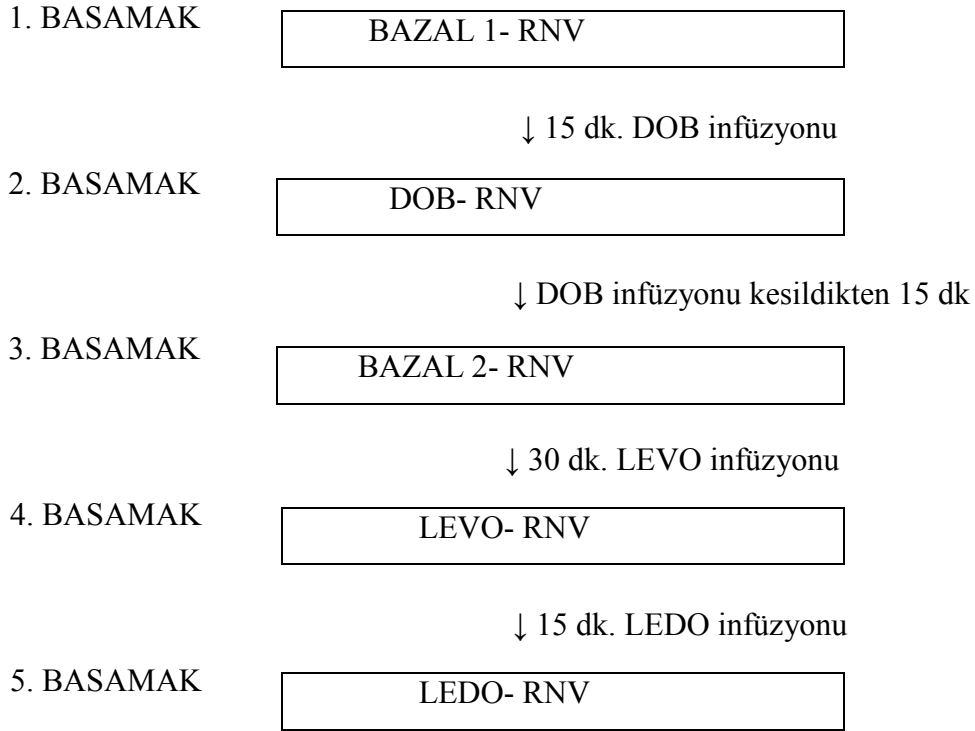 1. BASAMAK
BAZAL 1- RNV
↓ 15 dk. DOB infüzyonu
2. BASAMAK
DOB- RNV
↓ DOB infüzyonu kesildikten 15 dk
3. BASAMAK
BAZAL 2- RNV
↓ 30 dk. LEVO infüzyonu
4. BASAMAK
LEVO- RNV
↓ 15 dk. LEDO infüzyonu
5. BASAMAK
LEDO- RNV